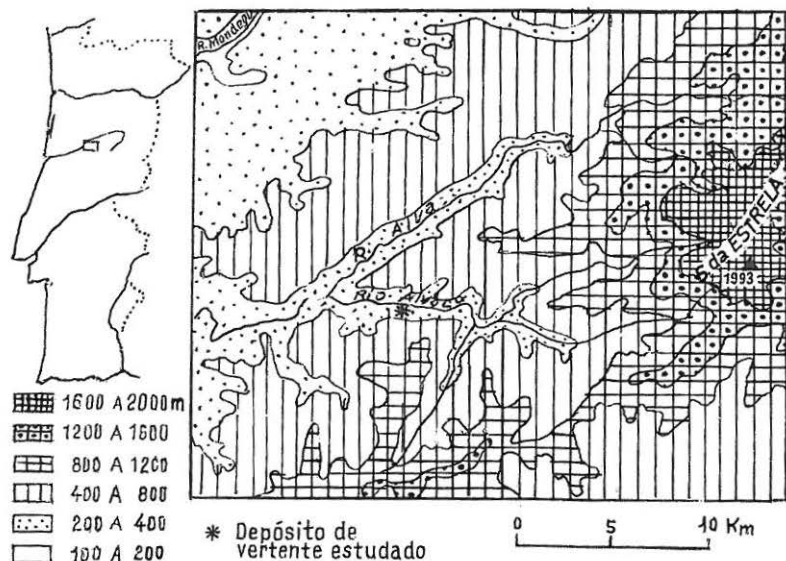 R. Mondego
R. Alva
Rio Alvoco
S. da ESTRELA
1993
1600 A 2000 m
1200 A 1600
800 A 1200
400 A 800
200 A 400
100 A 200
* Depósito de
vertente estudado
0 5 10 Km